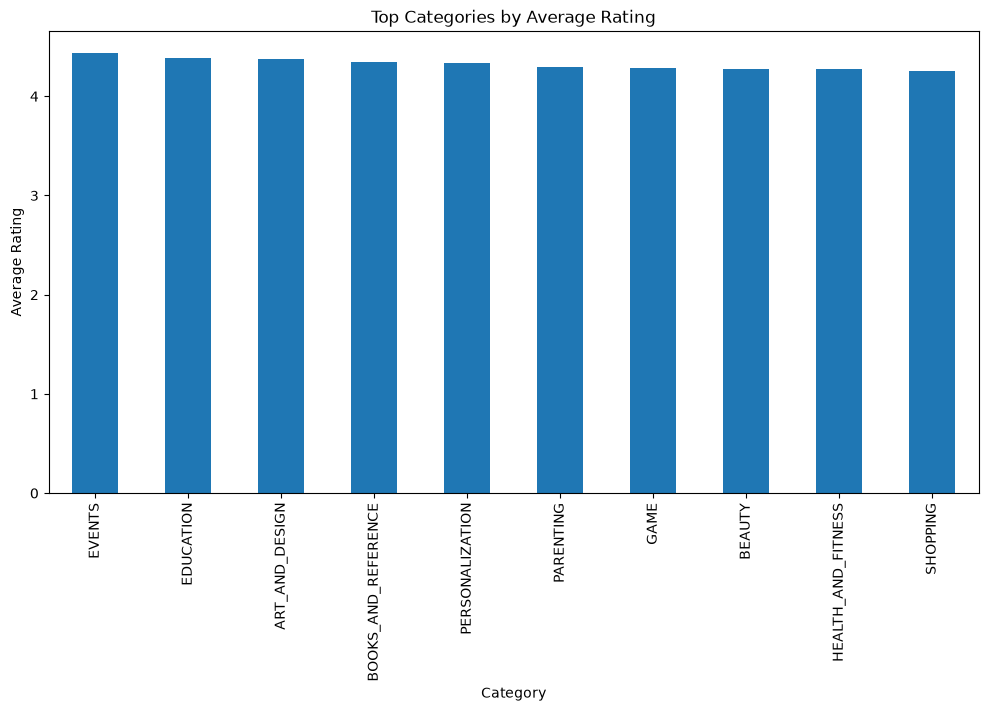 Top Categories by Average Rating
Average Rating
4
3
2
1
0
EVENTS
EDUCATION
ART_AND_DESIGN
BOOKS_AND_REFERENCE
PERSONALIZATION
PARENTING
GAME
BEAUTY
HEALTH_AND_FITNESS
SHOPPING
Category